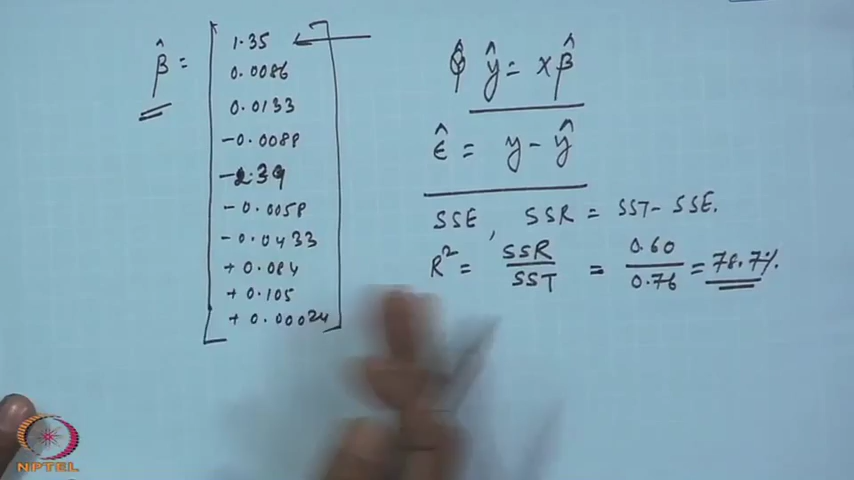 β̂ = 1.35
0.0086
0.0133
-0.0088
-2.39
-0.0058
-0.0433
+0.084
+0.105
+0.00024
ŷ = xβ̂
ε̂ = y - ŷ
SSE, SSR = SST - SSE.
R² = SSR/SST = 0.60/0.76 = 78.7%.
NPTEL